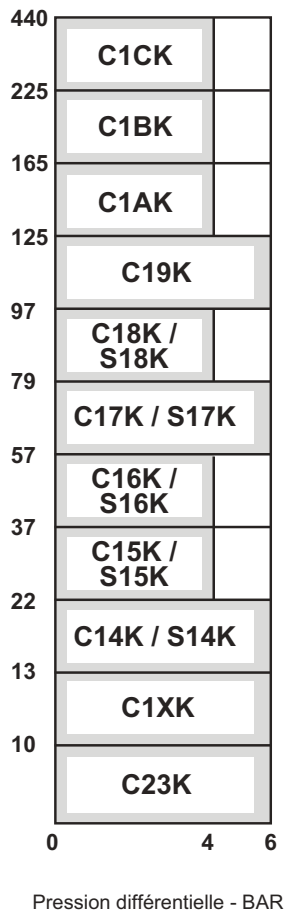 440
C1CK
225
C1BK
165
C1AK
125
C19K
97
C18K /
S18K
79
C17K / S17K
57
C16K /
S16K
37
C15K /
S15K
22
C14K / S14K
13
C1XK
10
C23K
0 4 6
Pression différentielle - BAR